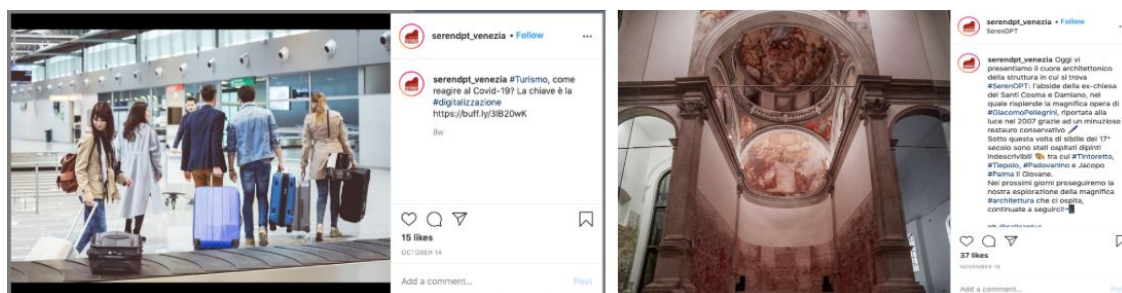 serendpt_venezia • Follow
...
serendpt_venezia #Turismo, come
reagire al Covid-19? La chiave è la
#digitalizzazione
https://buff.ly/3lB20wK
8w
15 likes
OCTOBER 14
Add a comment...
Post
serendpt_venezia • Follow
SerenDPT
serendpt_venezia Oggi vi
presentiamo il cuore architettonico
della struttura in cui si trova
#SerenDPT: l'abside della ex-chiesa
dei Santi Cosma e Damiano, nel
quale risplende la magnifica opera di
#GiacomoPellegrini, riportata alla
luce nel 2007 grazie ad un minuzioso
restauro conservativo
Sotto questa volta di sibille del 17°
secolo sono stati ospitati dipinti
indescrivibili tra cui #Tintoretto,
#Tiepolo, #Padovanino e Jacopo
#Palma il Giovane.
Nei prossimi giorni proseguiremo la
nostra esplorazione della magnifica
#architettura che ci ospita,
continuate a seguirci!
37 likes
Add a comment...